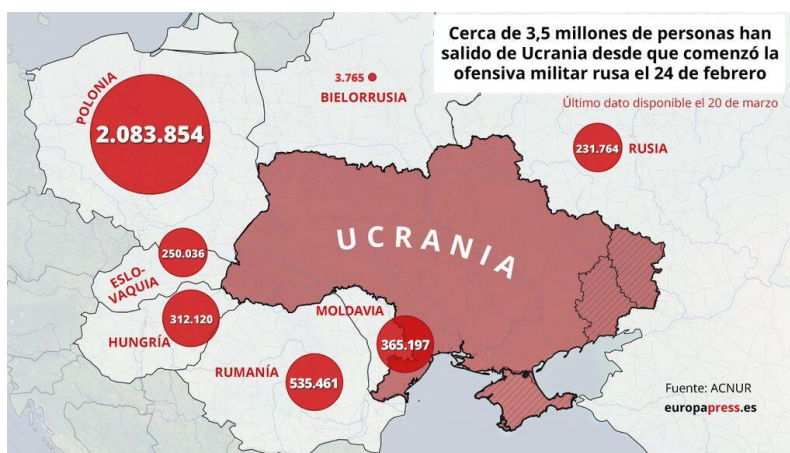 Cerca de 3,5 millones de personas han
salido de Ucrania desde que comenzó la
ofensiva militar rusa el 24 de febrero
Último dato disponible el 20 de marzo
POLONIA
2.083.854
3.765
BIELORRUSIA
231.764 RUSIA
UCRANIA
250.036
ESLO-
VAQUIA
312.120
HUNGRÍA
MOLDAVIA
365.197
RUMANÍA
535.461
Fuente: ACNUR
europapress.es